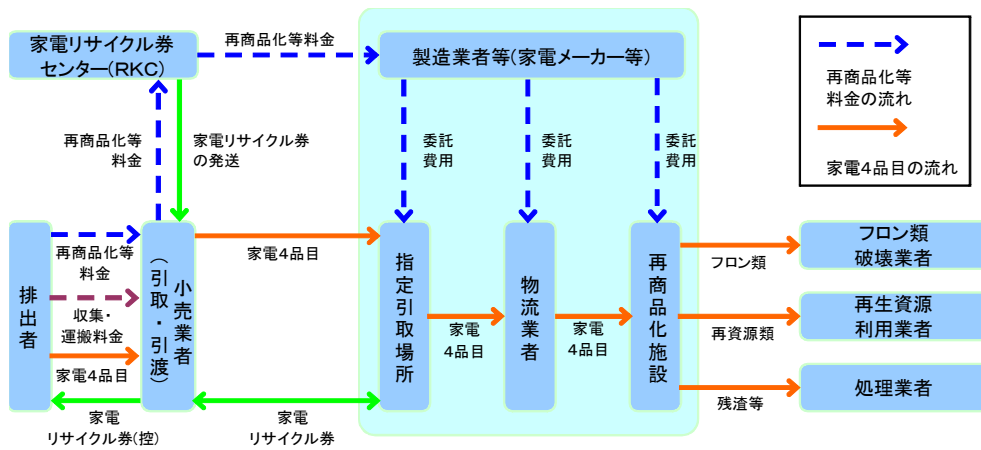 家電リサイクル券
センター(RKC)
再商品化等料金
製造業者等(家電メーカー等)
再商品化等
料金の流れ
家電4品目の流れ
再商品化等
料金
家電リサイクル券
の発送
委託
費用
委託
費用
委託
費用
排出者
再商品化等
料金
収集・
運搬料金
家電4品目
家電
リサイクル券(控)
小売業者
(引取・引渡)
家電4品目
家電
リサイクル券
指定引取場所
家電
4品目
物流業者
家電
4品目
再商品化施設
フロン類
再資源類
残渣等
フロン類
破壊業者
再生資源
利用業者
処理業者